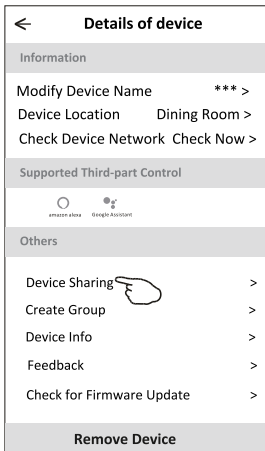 ← Details of device
Information
Modify Device Name *** >
Device Location Dining Room >
Check Device Network Check Now >
Supported Third-part Control
amazon alexa Google Assistant
Others
Device Sharing >
Create Group >
Device Info >
Feedback >
Check for Firmware Update >
Remove Device